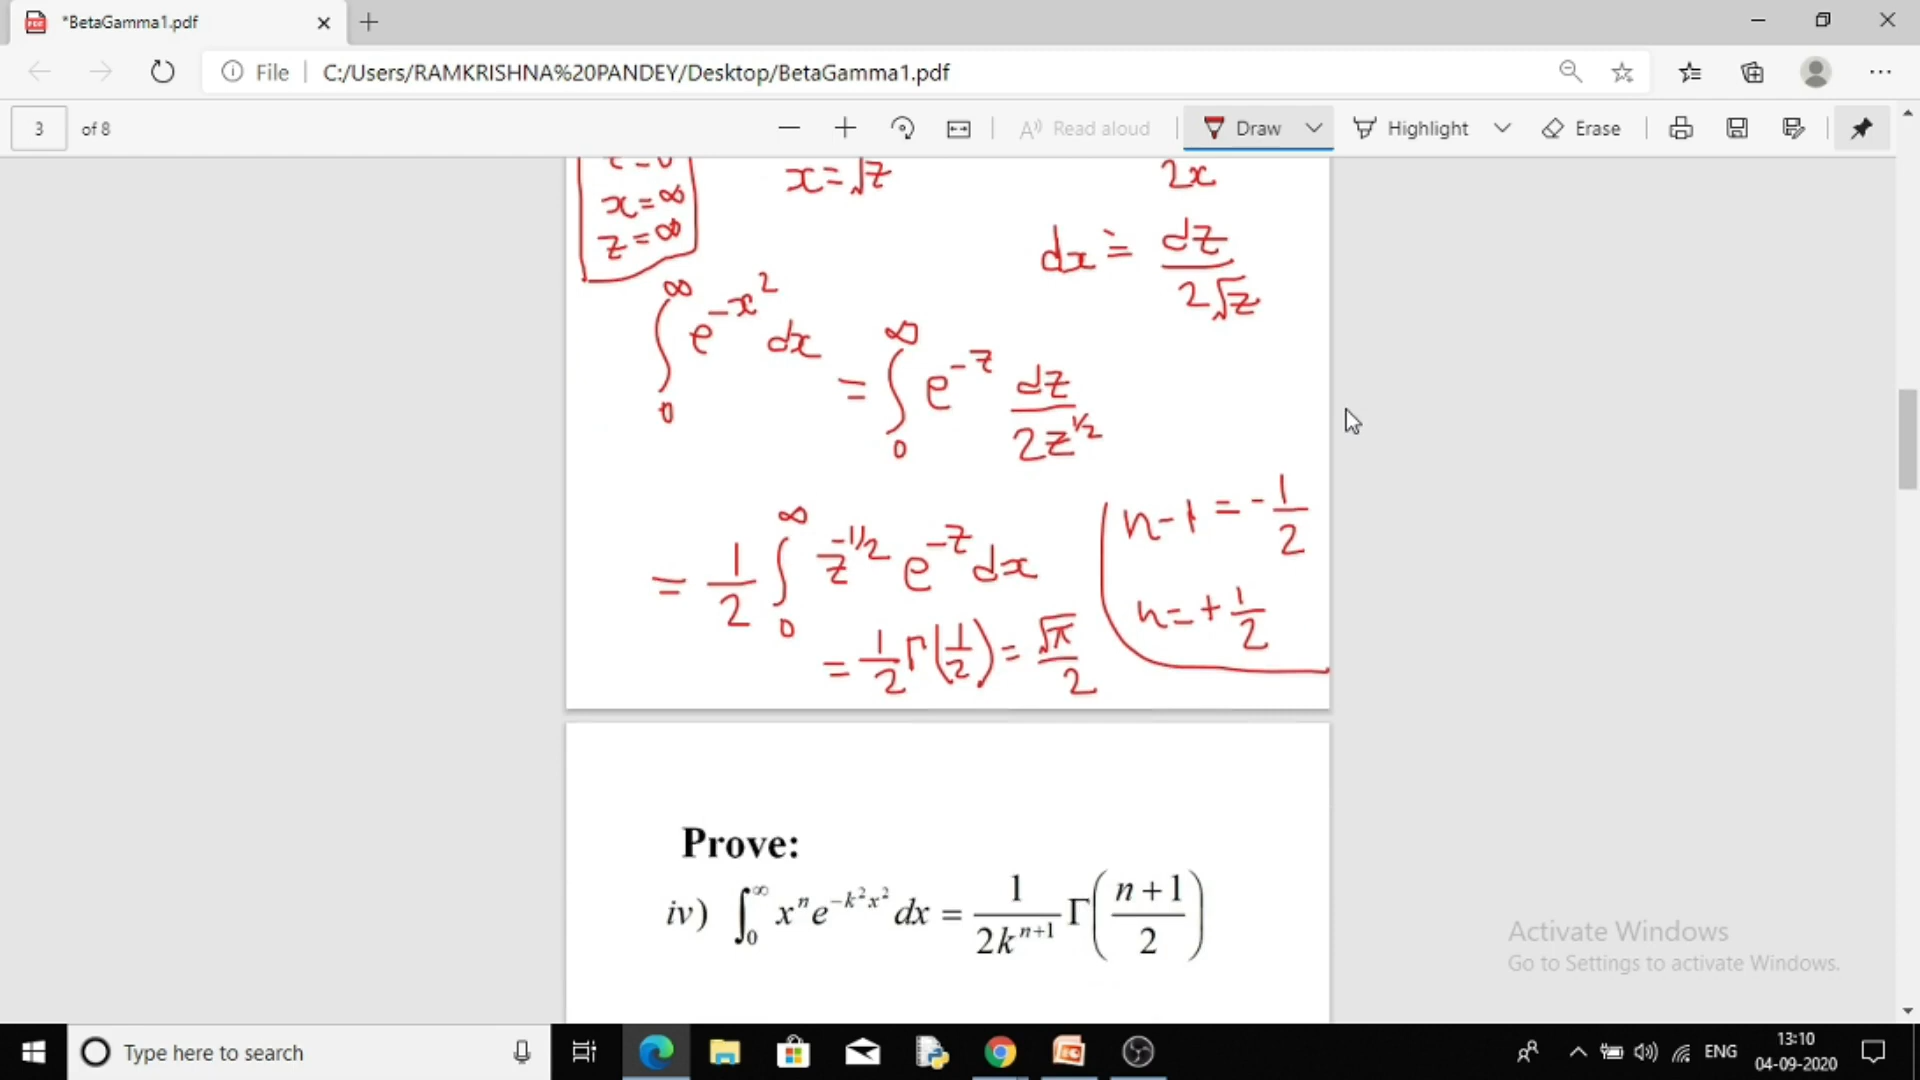 *BetaGamma1.pdf
File C:/Users/RAMKRISHNA%20PANDEY/Desktop/BetaGamma1.pdf
3 of 8 Read aloud Draw Highlight Erase
x=√z 2x
x=∞
z=∞
dx = dz/2√z
∫₀^∞ e^{-x²} dx = ∫₀^∞ e^{-z} dz/2z^{1/2}
= 1/2 ∫₀^∞ z^{-1/2} e^{-z} dx
n-1 = -1/2
n = +1/2
= 1/2 Γ(1/2) = √π/2
Prove:
iv) ∫₀^∞ xⁿe^{-k²x²} dx = 1/2k^{n+1} Γ(n+1/2)
Activate Windows
Go to Settings to activate Windows.
Type here to search
ENG
13:10
04-09-2020